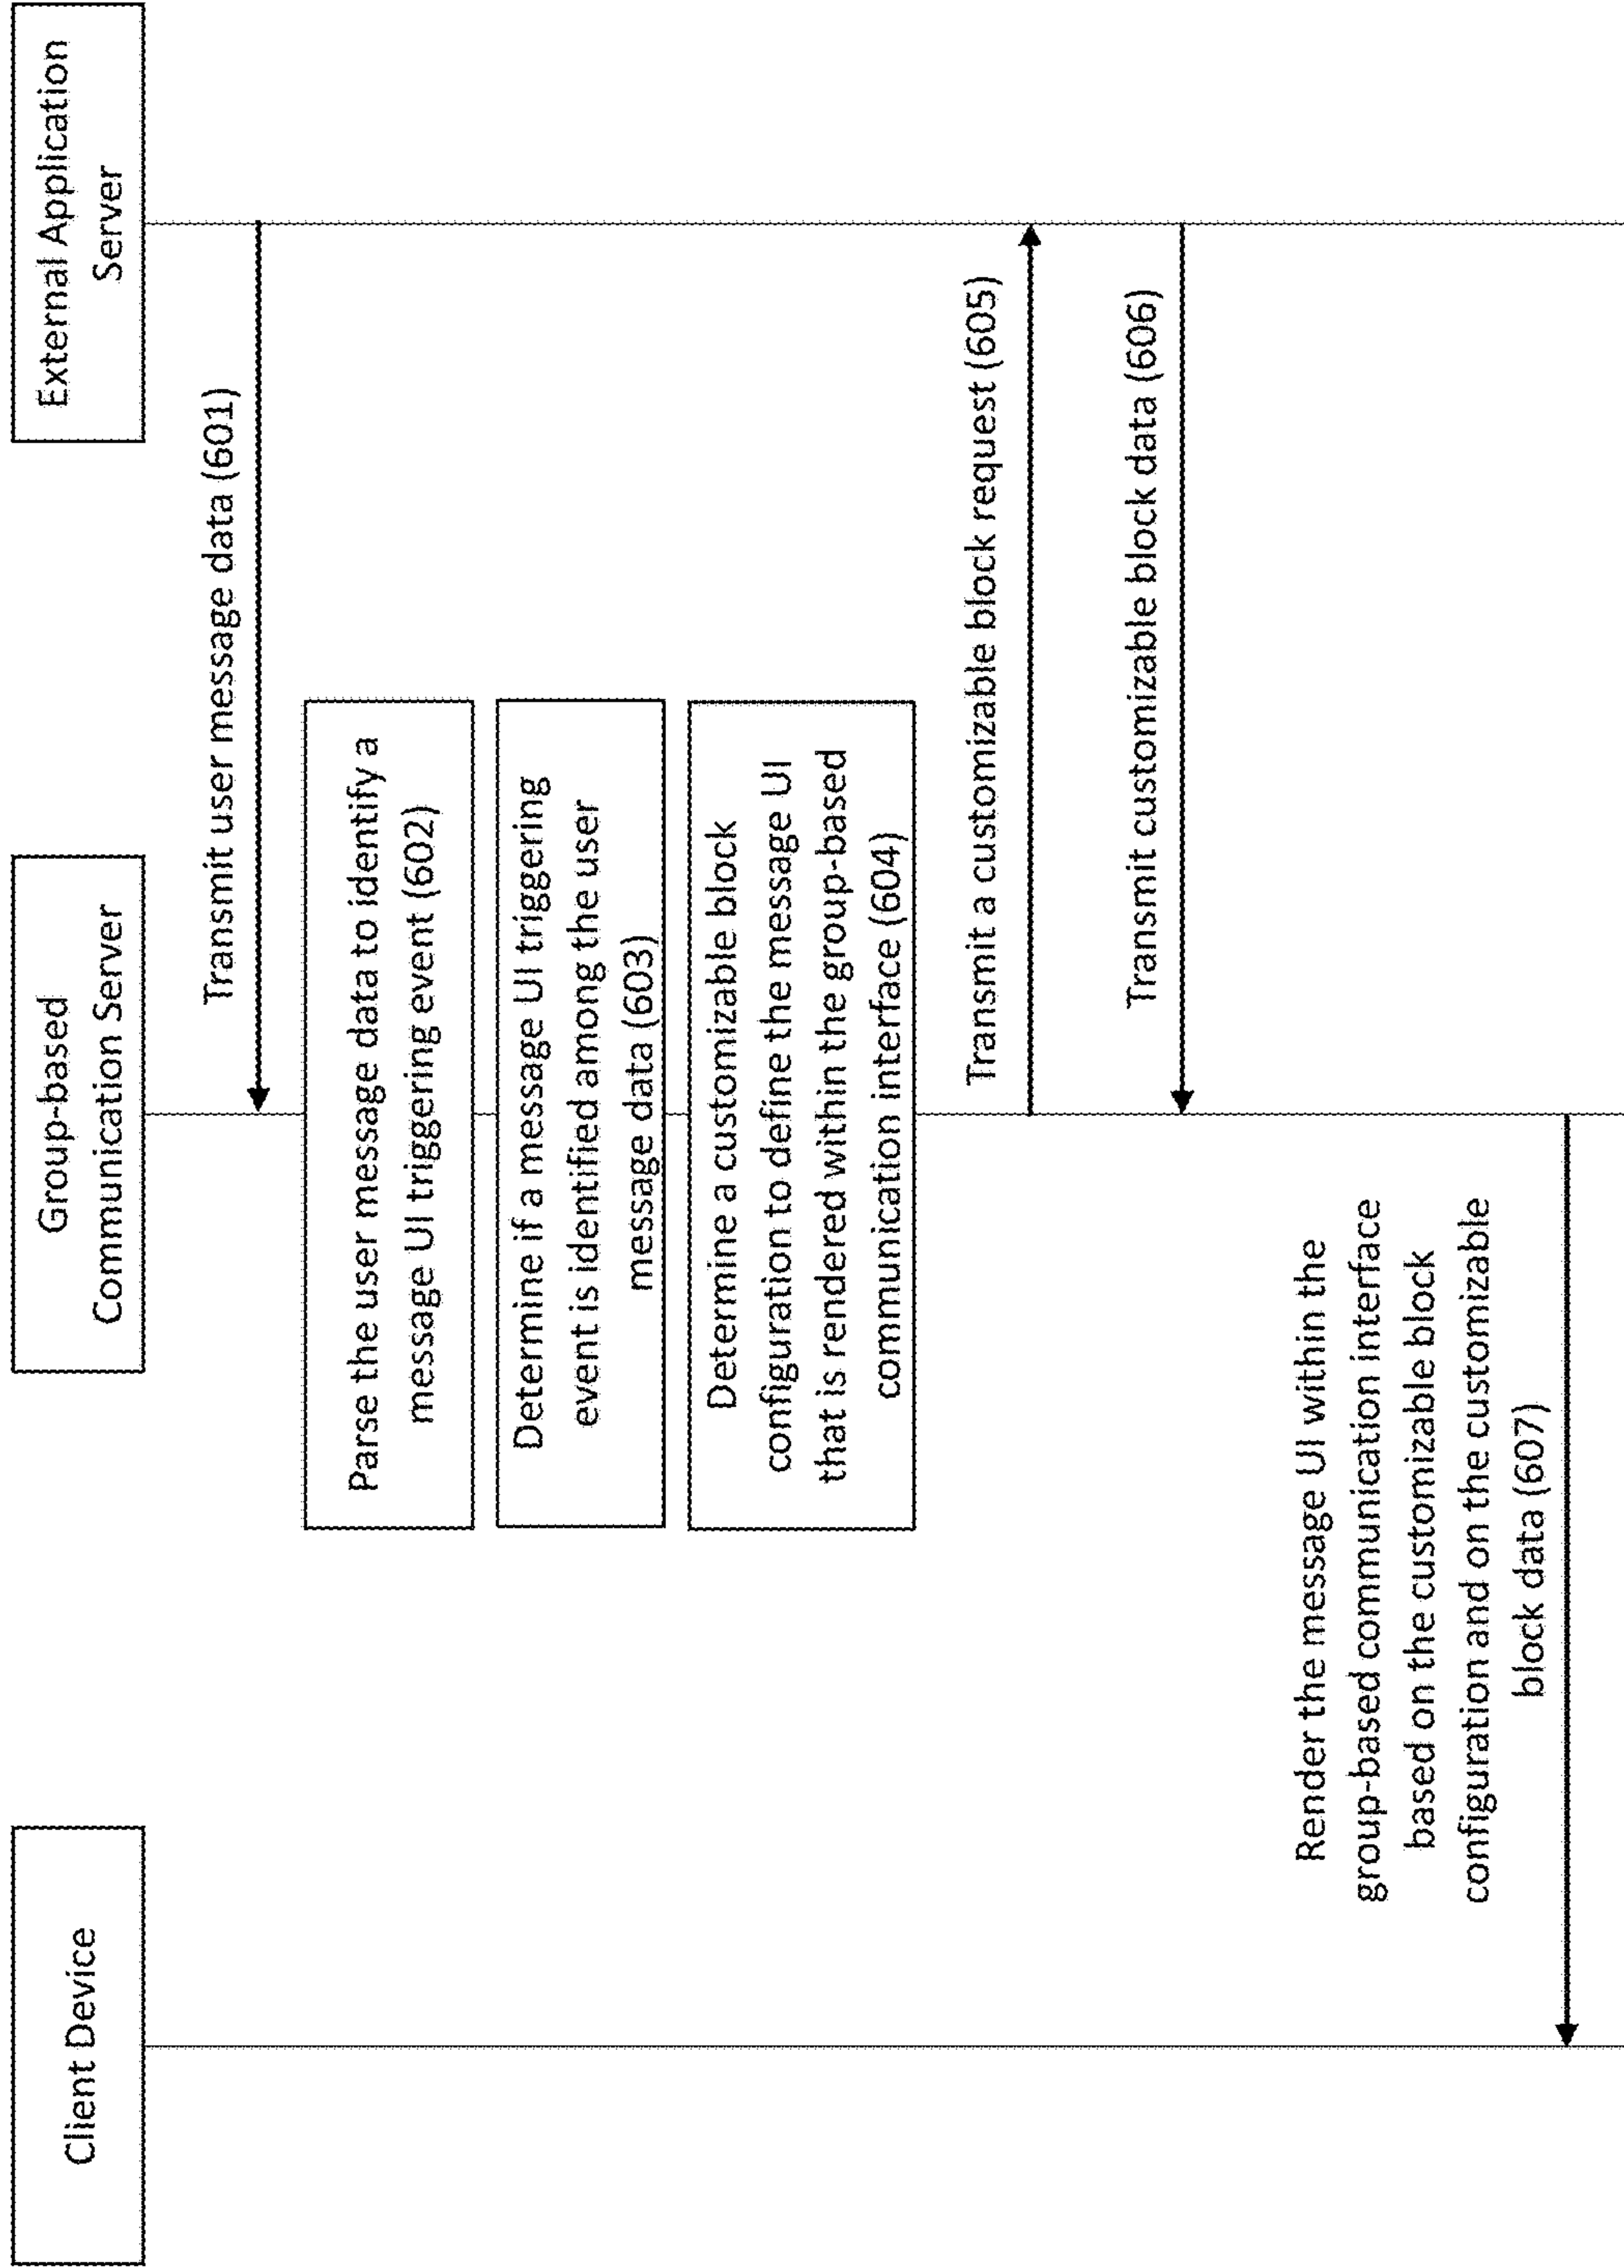 Client Device
Group-based
Communication Server
External Application
Server
Transmit user message data (601)
Parse the user message data to identify a
message UI triggering event (602)
Determine if a message UI triggering
event is identified among the user
message data (603)
Determine a customizable block
configuration to define the message UI
that is rendered within the group-based
communication interface (604)
Transmit a customizable block request (605)
Transmit customizable block data (606)
Render the message UI within the
group-based communication interface
based on the customizable block
configuration and on the customizable
block data (607)